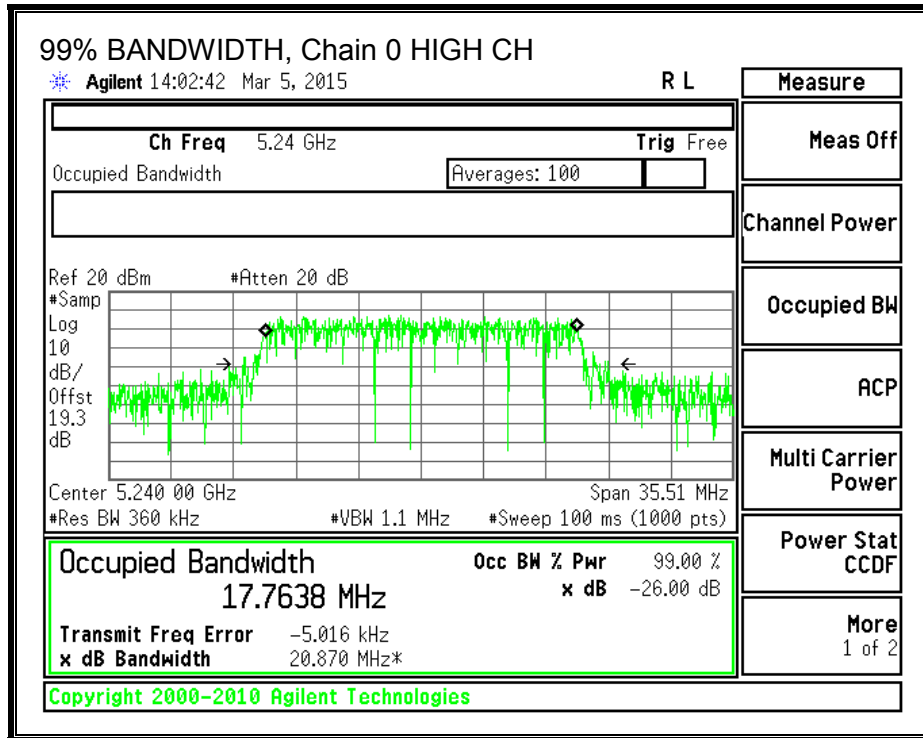 99% BANDWIDTH, Chain 0 HIGH CH
Agilent 14:02:42 Mar 5, 2015 R L
Measure
Ch Freq 5.24 GHz Trig Free
Meas Off
Occupied Bandwidth Averages: 100
Channel Power
Ref 20 dBm #Atten 20 dB
#Samp
Log
10
dB/
Offst
19.3
dB
Occupied BW
ACP
Center 5.240 00 GHz Span 35.51 MHz
#Res BW 360 kHz #VBW 1.1 MHz #Sweep 100 ms (1000 pts)
Multi Carrier
Power
Occupied Bandwidth Occ BW % Pwr 99.00 %
17.7638 MHz x dB -26.00 dB
Transmit Freq Error -5.016 kHz
x dB Bandwidth 20.870 MHz*
Power Stat
CCDF
More
1 of 2
Copyright 2000-2010 Agilent Technologies